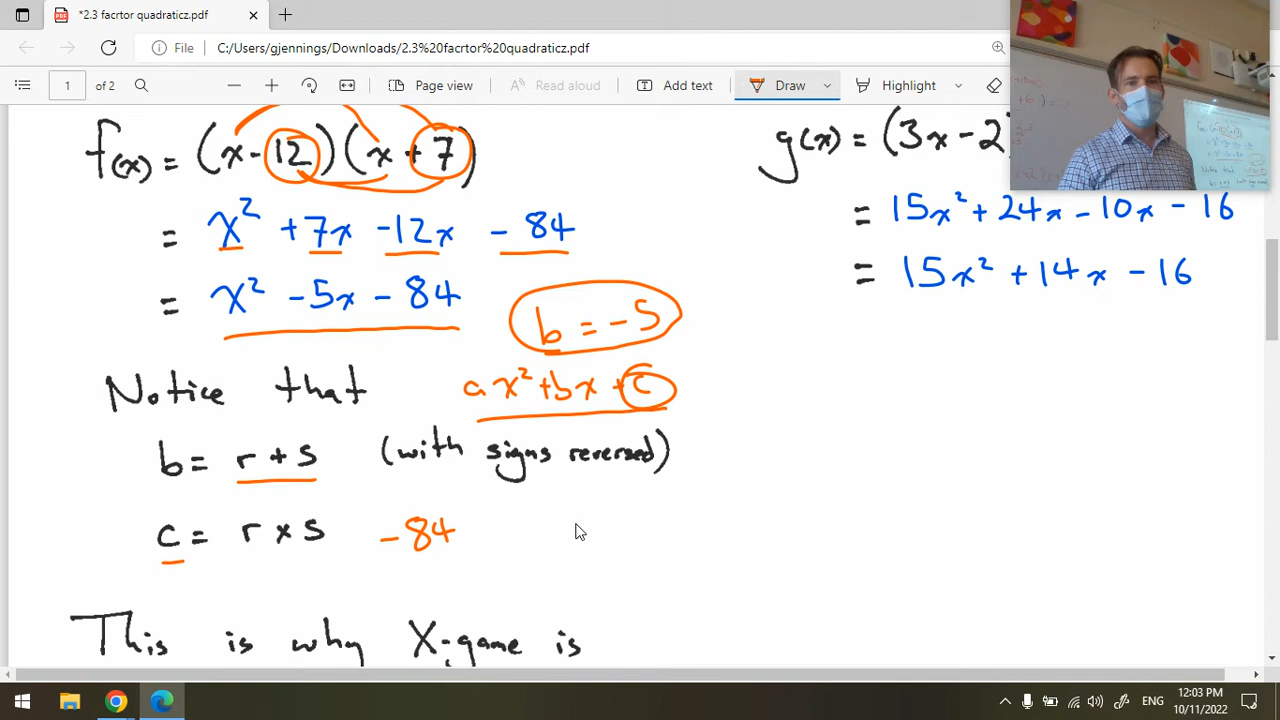 *2.3 facrtor quadraticz.pdf
File C:/Users/gjennings/Downloads/2.3%20facrtor%20quadraticz.pdf
1 of 2 Page view Read aloud Add text Draw Highlight
f(x) = (x-12)(x+7)
g(x) = (3x-2)
= x² +7x -12x -84
= 15x² + 24x - 10x - 16
= x² -5x - 84
= 15x² + 14x - 16
b = -5
Notice that ax²+bx+c
b = r + s (with signs reversed)
c = r x s -84
This is why X-game is
ENG
12:03 PM
10/11/2022